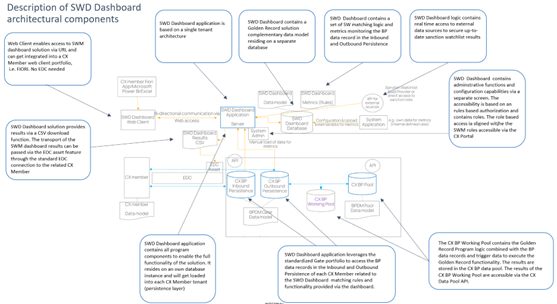 Description of SWD Dashboard
architectural components
SWD Dashboard application is
based on a single tenant
architecture
SWD Dashboard contains a
Golden Record solution
complementary data model
residing on a separate
database
SWD Dashboard contains a
set of SW matching logic and
metrics monitoring the BP
data record in the Inbound
and Outbound Persistence
SWD Dashboard logic contains
real time access to external
data sources to secure up-to-
date sanction watchlist results
Web Client enables access to SWM
dashboard solution via URL and
can get integrated into a CX
Member web client portfolio,
i.e. FIORI. No EDC needed
SWD Dashboard contains
administrative functions and
configuration capabilities via a
separate screen. The
accessibility is based on an
roles based authorization and
contains roles. The role based
access is aligned with the
SWM roles accessible via the
CX Portal
CX member Fiori
App/Microsoft
Power Biportal
SWD Dashboard
Web Client
Bi-directional communication via
Web access
SWD Dashboard
Application
SWD Dashboard
Data model
SWD Dashboard
Metrics (Rules)
SWD
Dashboard
Database
API for
external
source
System
Application
System
Admin
Manual load of data for
metrics
SWD Dashboard
Results
CSV
SWD Dashboard solution provides
results via a CSV download
function. The transport of the
SWM dashboard results can be
passed via the EDC asset feature
through the standard EDC
connection to the related CX
Member
API
API
CX member
EDC
EDC
Asset
CX BP
Inbound
Persistence
CX BP
Outbound
Persistence
CX BP
Working Pool
CX BP Pool
CX member
Data model
BPDM Gate
Data model
BPDM Pool
Data model
SWD Dashboard application
contains all program
components to enable the full
functionality of the solution. It
resides on an own database
instance and will get loaded
into each CX Member tenant
(persistence layer)
SWD Dashboard application leverages the
standardized Gate portfolio to access the BP
data records in the Inbound and Outbound
Persistence of each CX Member related to
the SWD Dashboard matching rules and
functionality provided via the dashboard.
The CX BP Working Pool contains the Golden
Record Program logic combined with the
BP data records and trigger data to execute
the Golden Record functionality. The results
are stored in the CX BP data pool. The results
of the CX BP Working Pool are accessible via the CX
Data Pool API.